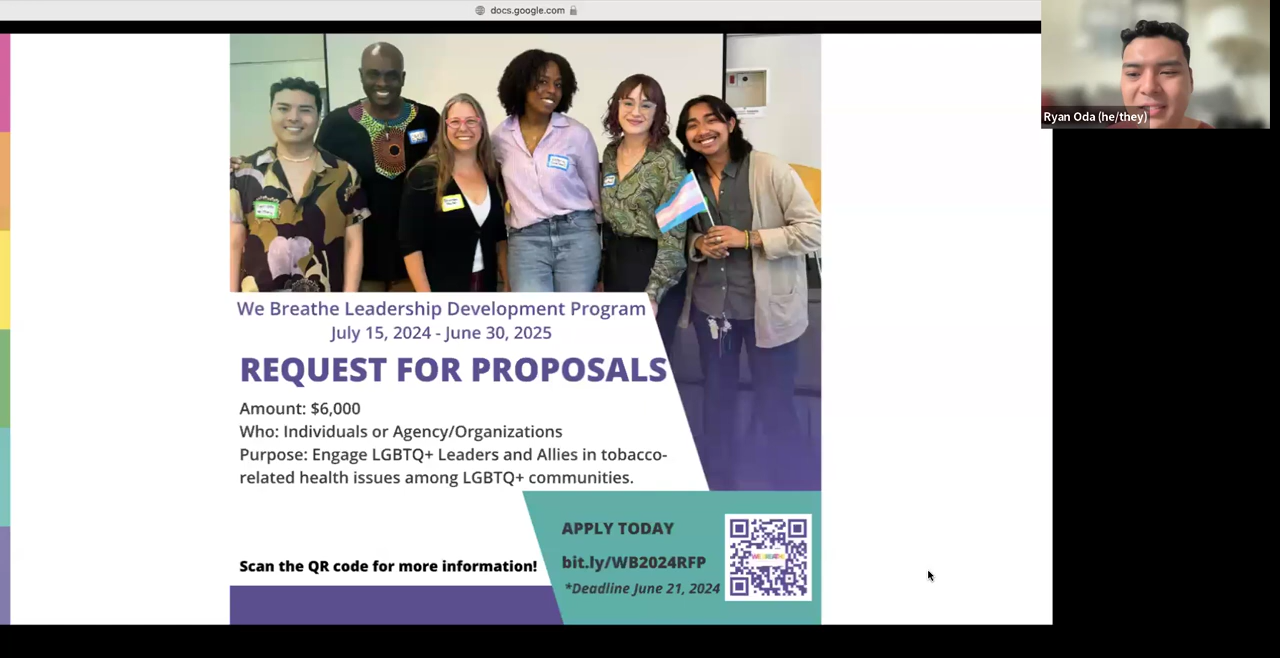 docs.google.com
Ryan Oda (he/they)
We Breathe Leadership Development Program
July 15, 2024 - June 30, 2025
REQUEST FOR PROPOSALS
Amount: $6,000
Who: Individuals or Agency/Organizations
Purpose: Engage LGBTQ+ Leaders and Allies in tobacco-
related health issues among LGBTQ+ communities.
APPLY TODAY
bit.ly/WB2024RFP
Scan the QR code for more information!
*Deadline June 21, 2024